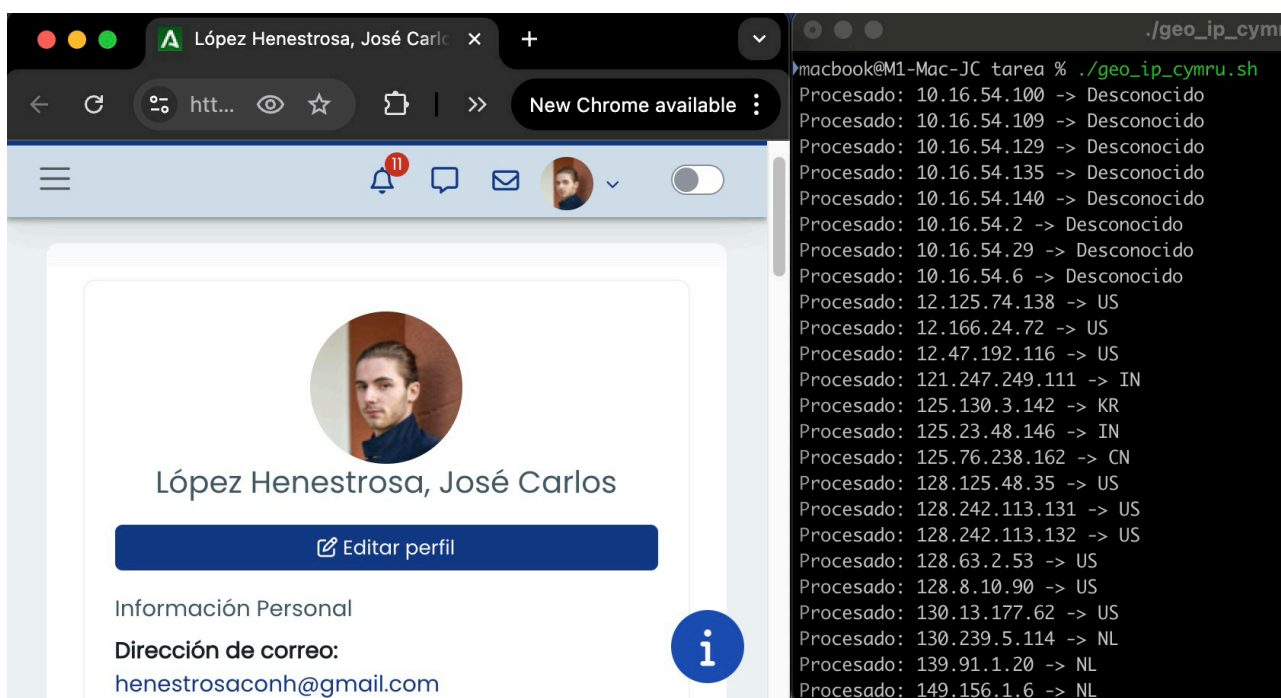 López Henestrosa, José Carlo
htt...
New Chrome available
11
López Henestrosa, José Carlos
Editar perfil
Información Personal
Dirección de correo:
henestrosaconh@gmail.com
i
./geo_ip_cym
macbook@M1-Mac-JC tarea % ./geo_ip_cymru.sh
Procesado: 10.16.54.100 -> Desconocido
Procesado: 10.16.54.109 -> Desconocido
Procesado: 10.16.54.129 -> Desconocido
Procesado: 10.16.54.135 -> Desconocido
Procesado: 10.16.54.140 -> Desconocido
Procesado: 10.16.54.2 -> Desconocido
Procesado: 10.16.54.29 -> Desconocido
Procesado: 10.16.54.6 -> Desconocido
Procesado: 12.125.74.138 -> US
Procesado: 12.166.24.72 -> US
Procesado: 12.47.192.116 -> US
Procesado: 121.247.249.111 -> IN
Procesado: 125.130.3.142 -> KR
Procesado: 125.23.48.146 -> IN
Procesado: 125.76.238.162 -> CN
Procesado: 128.125.48.35 -> US
Procesado: 128.242.113.131 -> US
Procesado: 128.242.113.132 -> US
Procesado: 128.63.2.53 -> US
Procesado: 128.8.10.90 -> US
Procesado: 130.13.177.62 -> US
Procesado: 130.239.5.114 -> NL
Procesado: 139.91.1.20 -> NL
Procesado: 149.156.1.6 -> NL